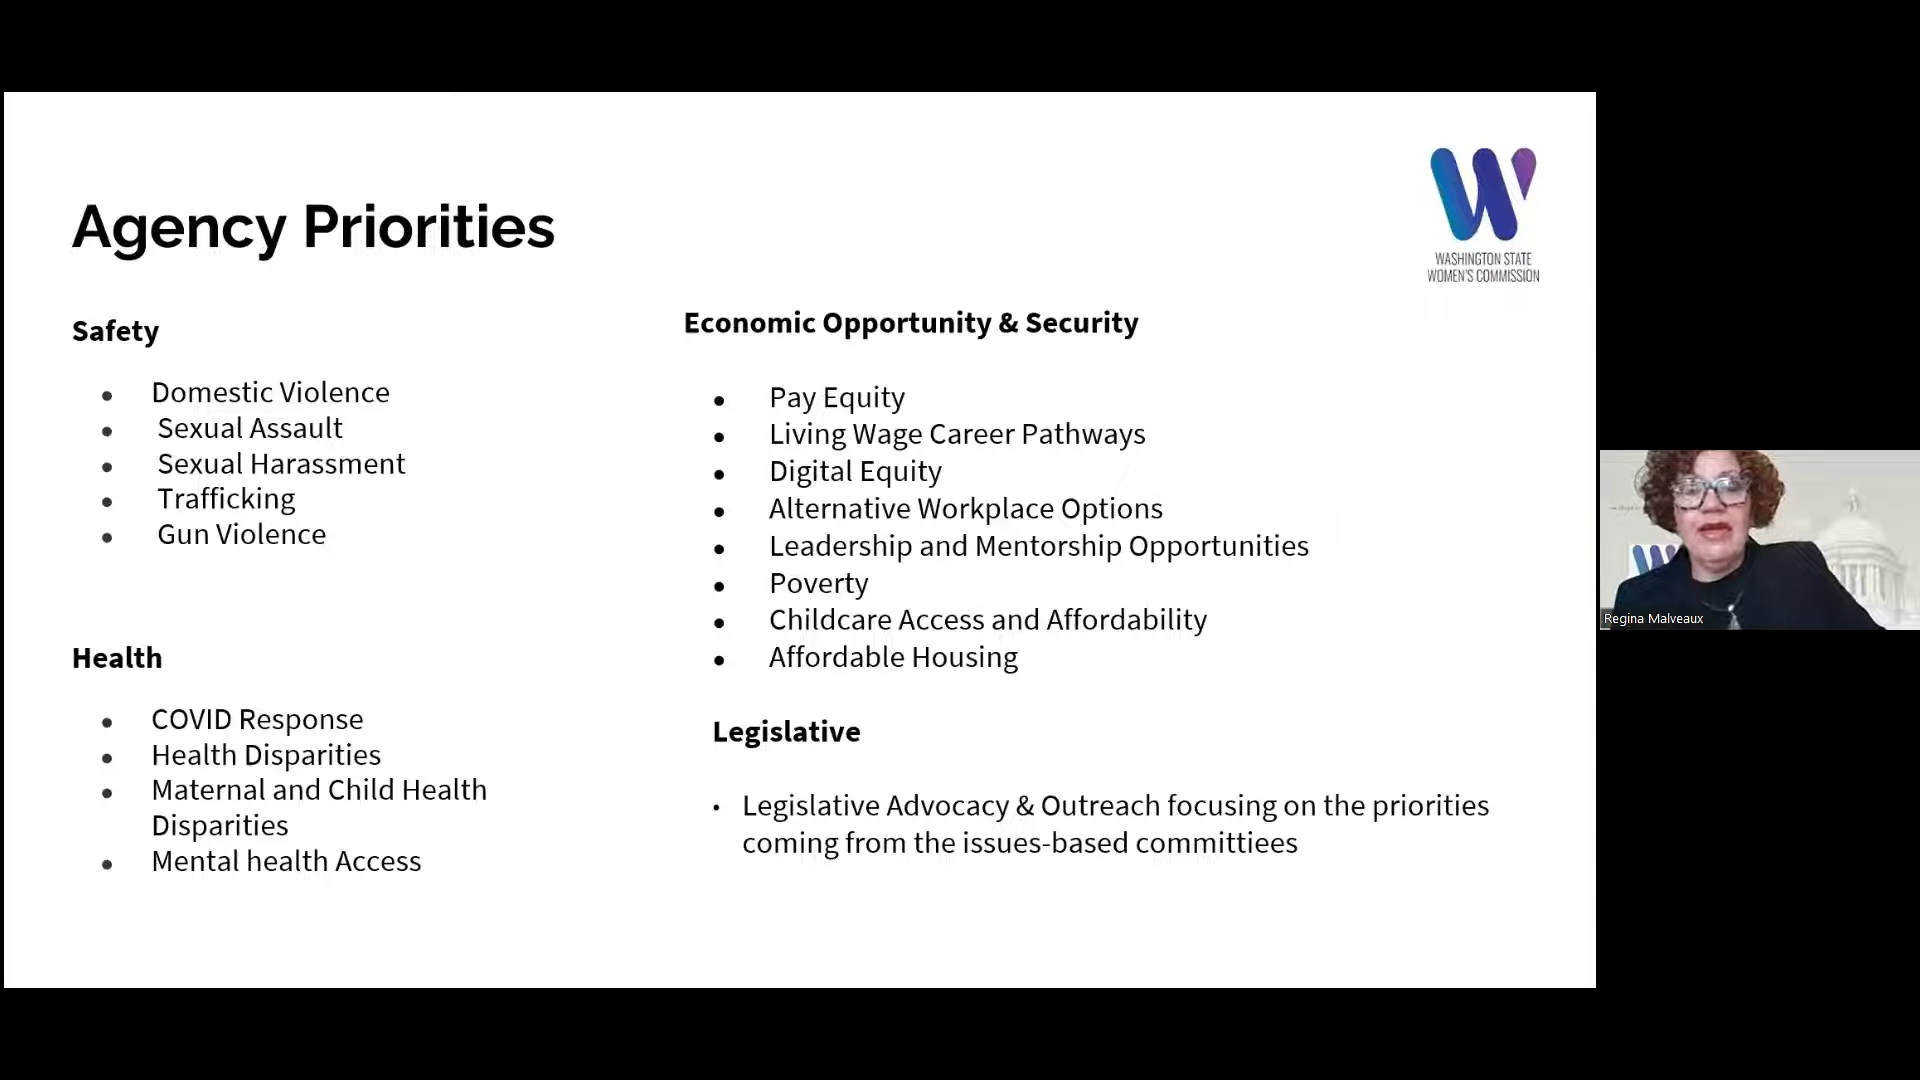 Agency Priorities
WASHINGTON STATE
WOMEN'S COMMISSION
Safety
Domestic Violence
Sexual Assault
Sexual Harassment
Trafficking
Gun Violence
Health
COVID Response
Health Disparities
Maternal and Child Health
Disparities
Mental health Access
Economic Opportunity & Security
Pay Equity
Living Wage Career Pathways
Digital Equity
Alternative Workplace Options
Leadership and Mentorship Opportunities
Poverty
Childcare Access and Affordability
Affordable Housing
Legislative
Legislative Advocacy & Outreach focusing on the priorities
coming from the issues-based committiees
Regina Malveaux